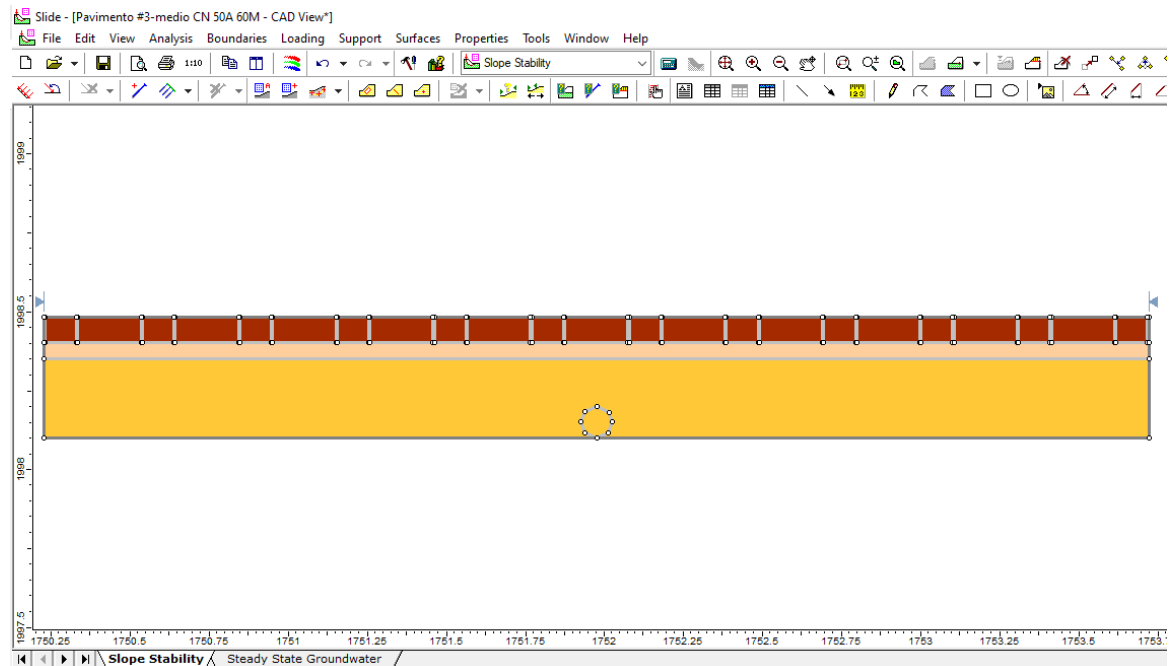 Slide - [Pavimento #3-medio CN 50A 60M - CAD View*]
File Edit View Analysis Boundaries Loading Support Surfaces Properties Tools Window Help
1:10 Slope Stability
1999
1998.5
1998
1997.5
1750.25 1750.5 1750.75 1751 1751.25 1751.5 1751.75 1752 1752.25 1752.5 1752.75 1753 1753.25 1753.5 1753.7
Slope Stability Steady State Groundwater